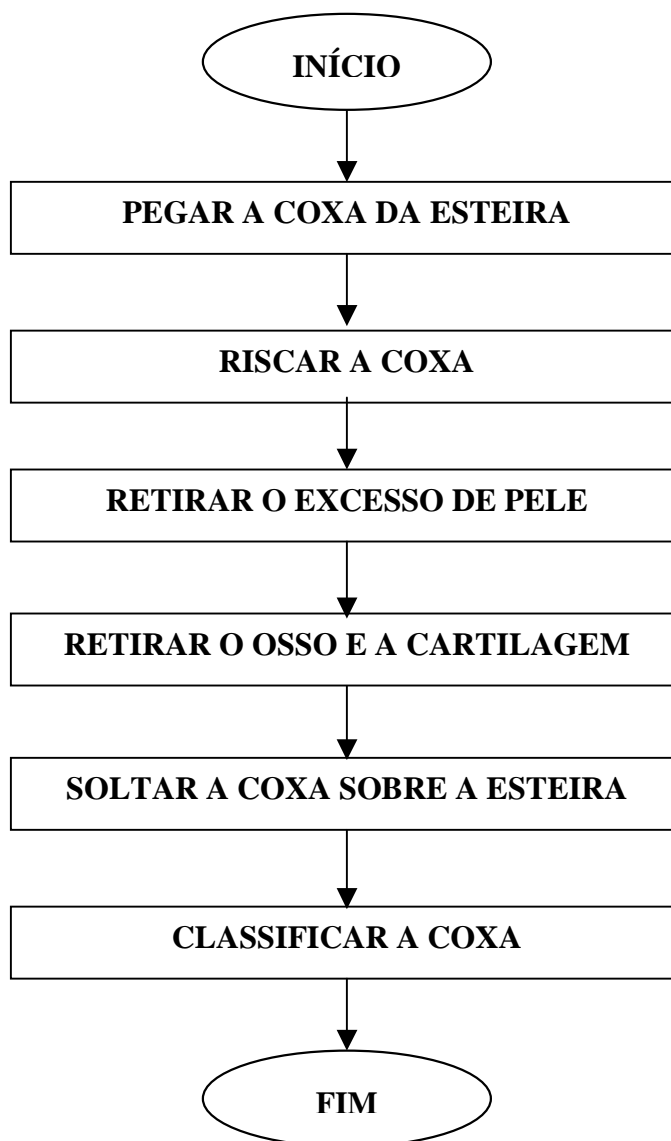 INÍCIO
PEGAR A COXA DA ESTEIRA
RISCAR A COXA
RETIRAR O EXCESSO DE PELE
RETIRAR O OSSO E A CARTILAGEM
SOLTAR A COXA SOBRE A ESTEIRA
CLASSIFICAR A COXA
FIM